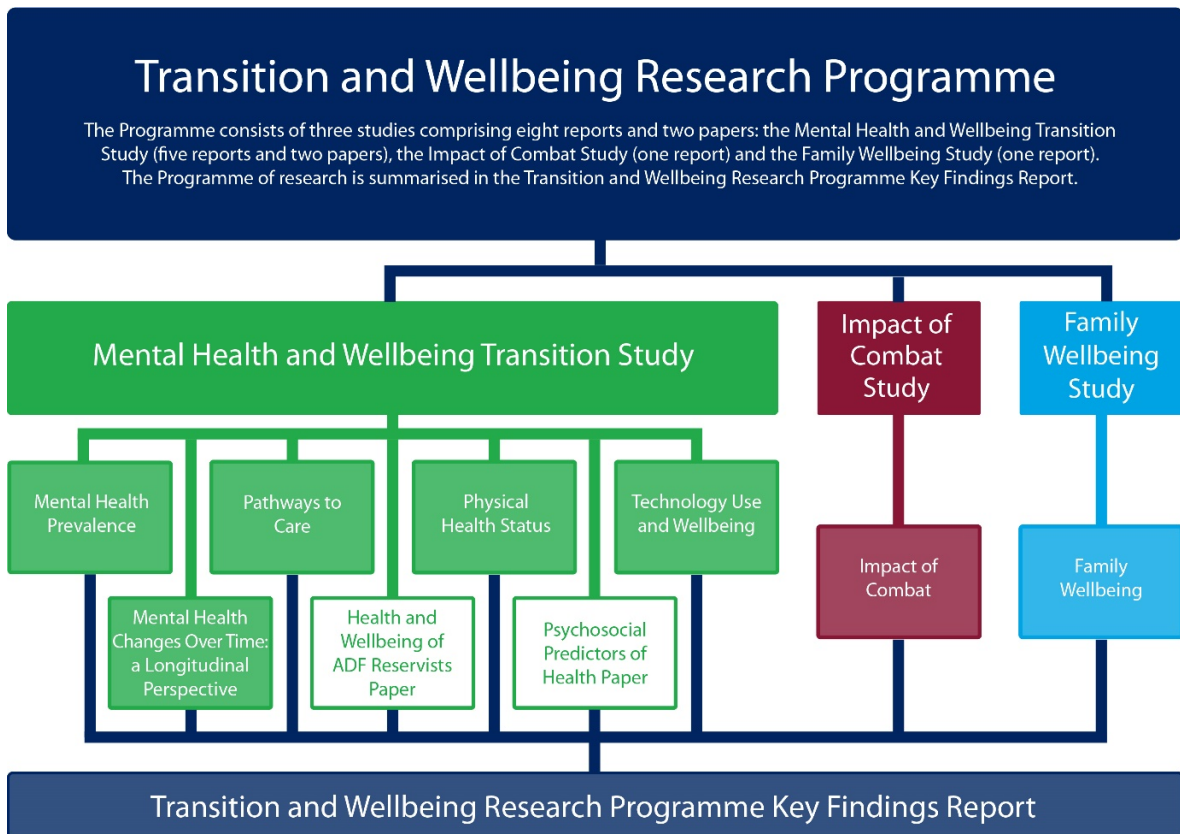 Transition and Wellbeing Research Programme
The Programme consists of three studies comprising eight reports and two papers: the Mental Health and Wellbeing Transition
Study (five reports and two papers), the Impact of Combat Study (one report) and the Family Wellbeing Study (one report).
The Programme of research is summarised in the Transition and Wellbeing Research Programme Key Findings Report.
Mental Health and Wellbeing Transition Study
Impact of
Combat
Study
Family
Wellbeing
Study
Mental Health
Prevalence
Pathways to
Care
Physical
Health Status
Technology Use
and Wellbeing
Impact of
Combat
Family
Wellbeing
Mental Health
Changes Over Time:
a Longitudinal
Perspective
Health and
Wellbeing of
ADF Reservists
Paper
Psychosocial
Predictors of
Health Paper
Transition and Wellbeing Research Programme Key Findings Report